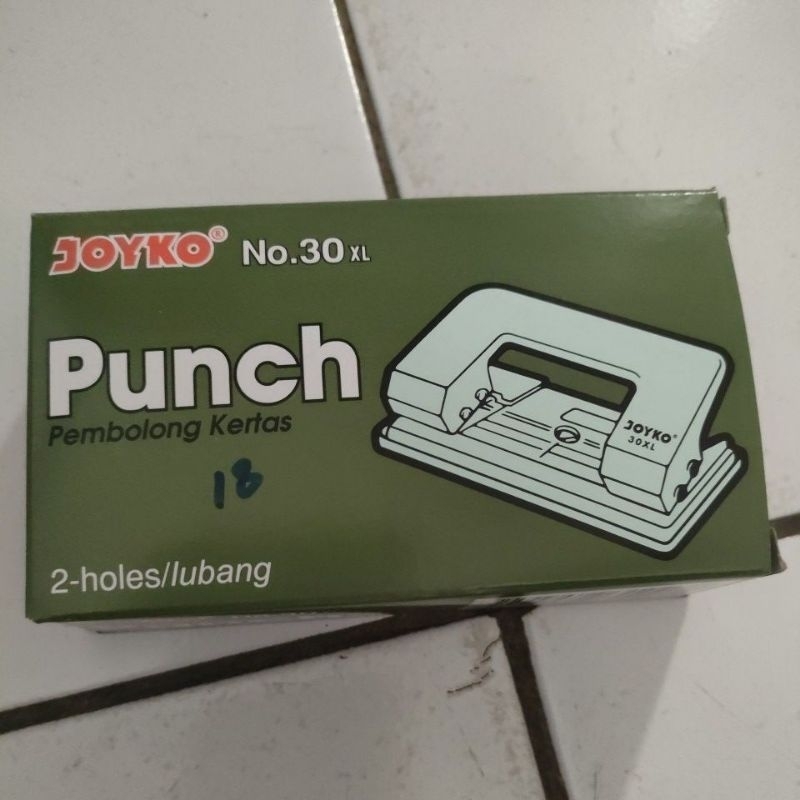 JOYKO® No.30 XL
Punch
Pembolong Kertas
18
2-holes/lubang
JOYKO®
30XL